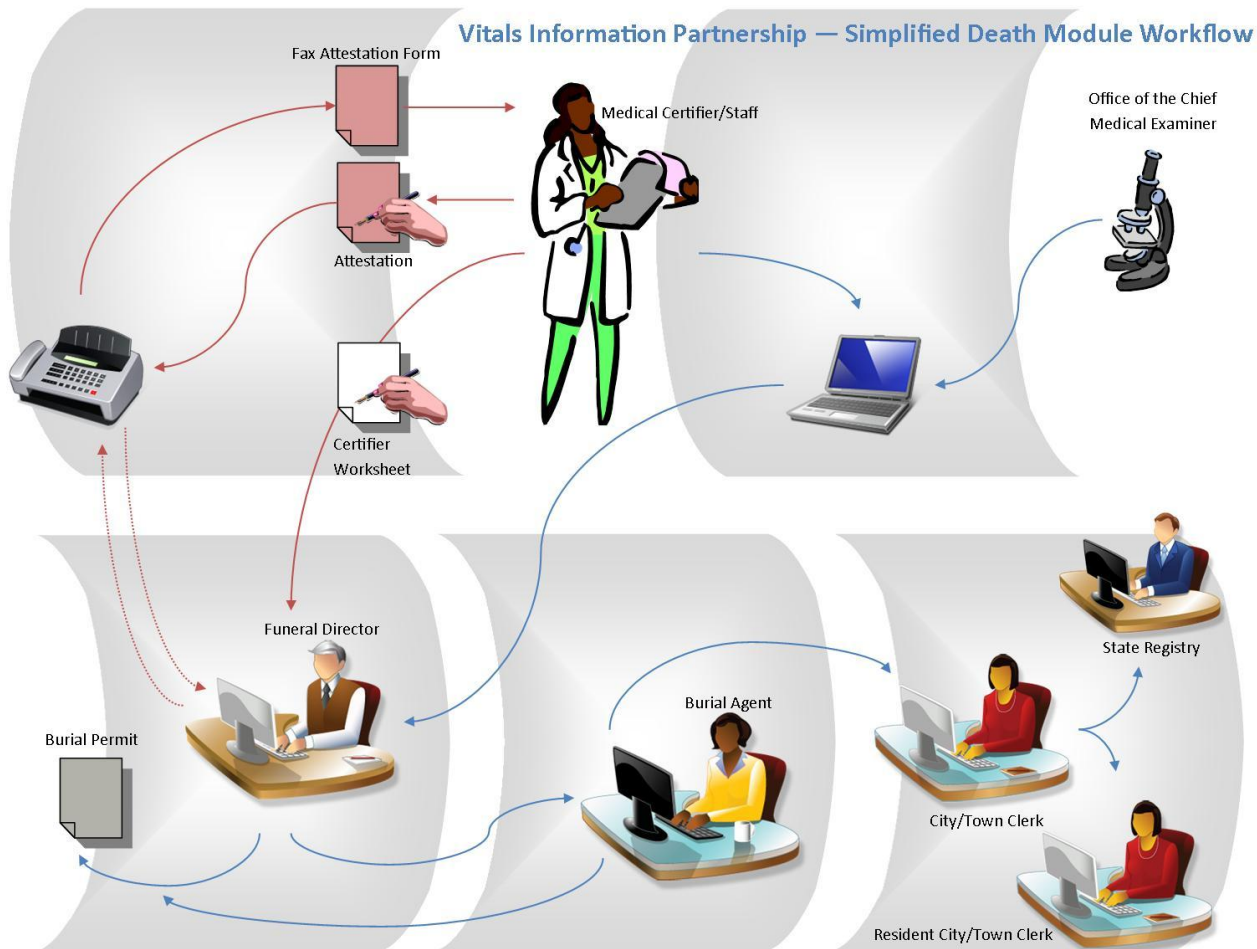 Vitals Information Partnership — Simplified Death Module Workflow
Fax Attestation Form
Medical Certifier/Staff
Office of the Chief
Medical Examiner
Attestation
Certifier
Worksheet
Funeral Director
State Registry
Burial Agent
Burial Permit
City/Town Clerk
Resident City/Town Clerk